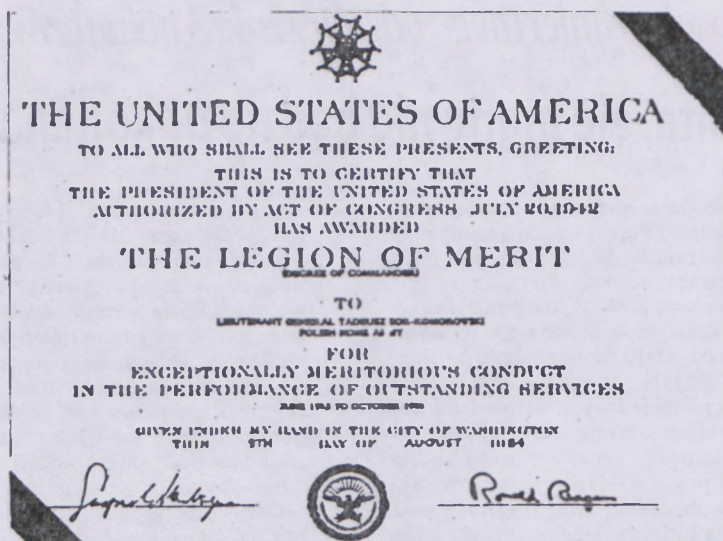 THE UNITED STATES OF AMERICA
TO ALL WHO SHALL SEE THESE PRESENTS, GREETING:
THIS IS TO CERTIFY THAT
THE PRESIDENT OF THE UNITED STATES OF AMERICA
AUTHORIZED BY ACT OF CONGRESS JULY 20, 1942
HAS AWARDED
THE LEGION OF MERIT
(DEGREE OF COMMANDER)
TO
LIEUTENANT GENERAL TADEUSZ BOR-KOMOROWSKI
POLISH HOME ARMY
FOR
EXCEPTIONALLY MERITORIOUS CONDUCT
IN THE PERFORMANCE OF OUTSTANDING SERVICES
TO OCTOBER
GIVEN UNDER MY HAND IN THE CITY OF WASHINGTON
THIS 9TH DAY OF AUGUST 1984